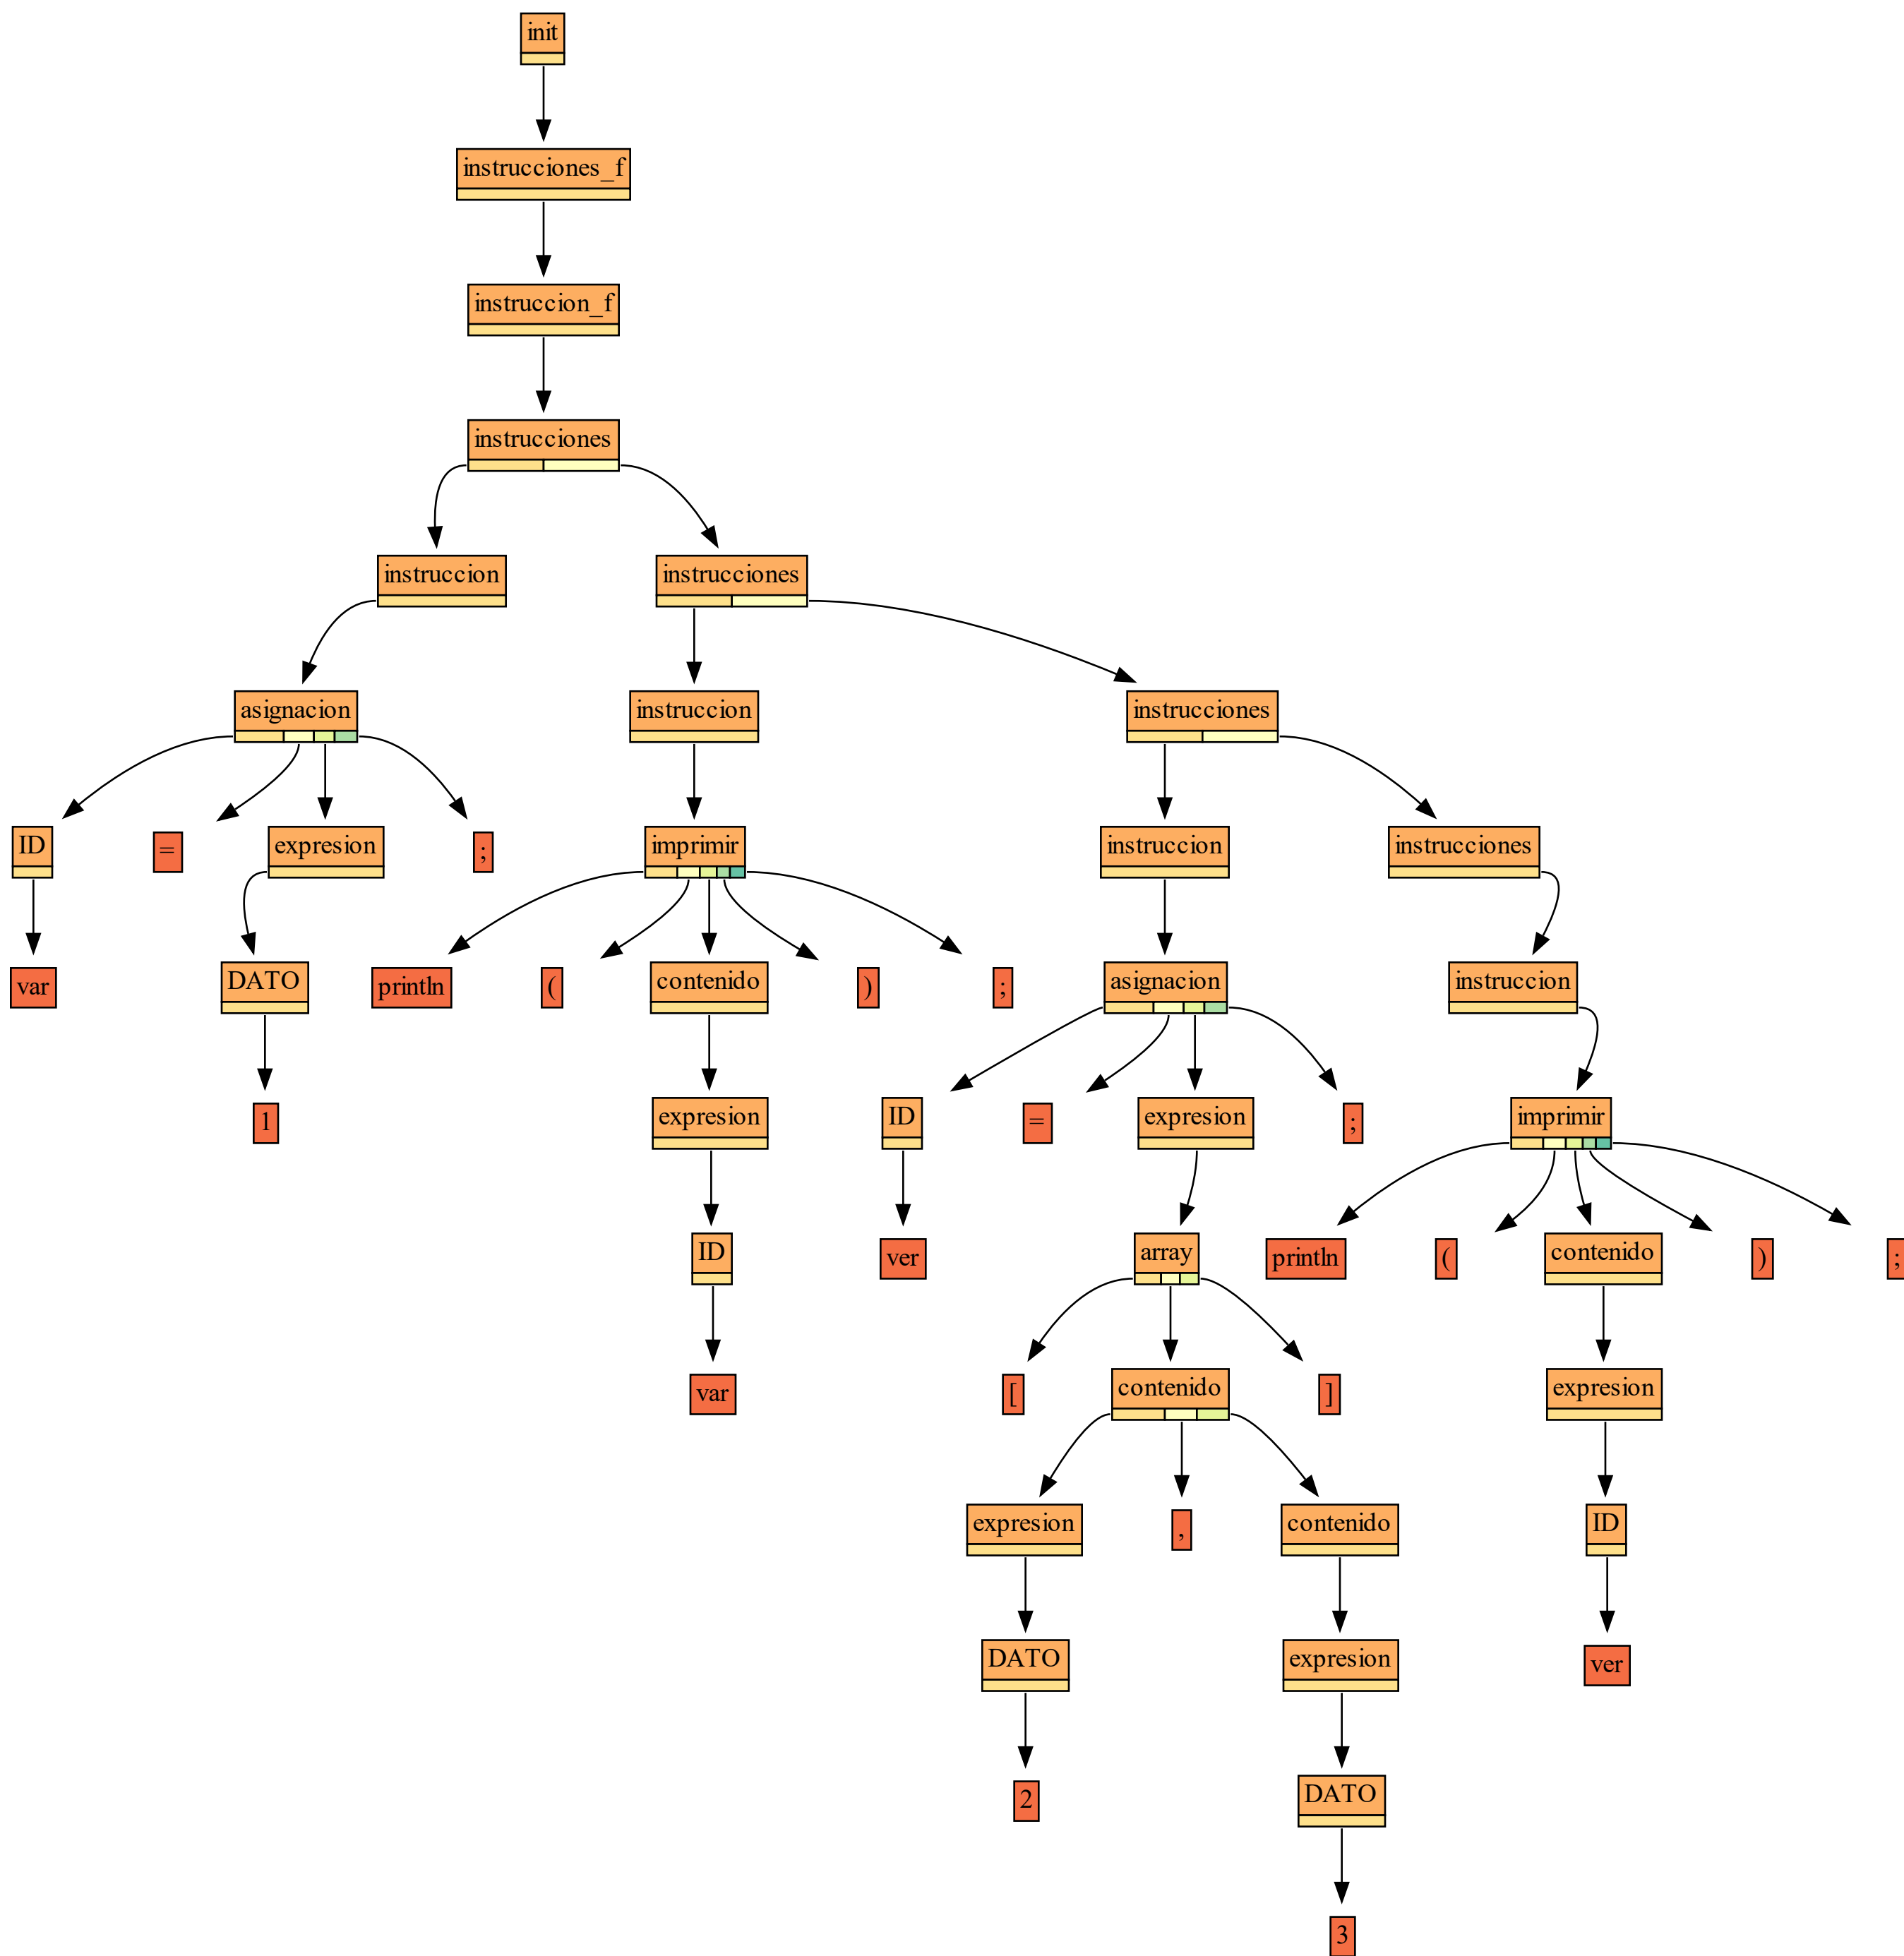 init
instrucciones_f
instruccion_f
instrucciones
instruccion
instrucciones
asignacion
instruccion
instrucciones
ID
=
expresion
;
imprimir
instruccion
instrucciones
var
DATO
println
(
contenido
)
;
asignacion
instruccion
1
expresion
ID
=
expresion
;
imprimir
ID
ver
array
println
(
contenido
)
;
var
[
contenido
]
expresion
expresion
,
contenido
ID
DATO
expresion
ver
2
DATO
3